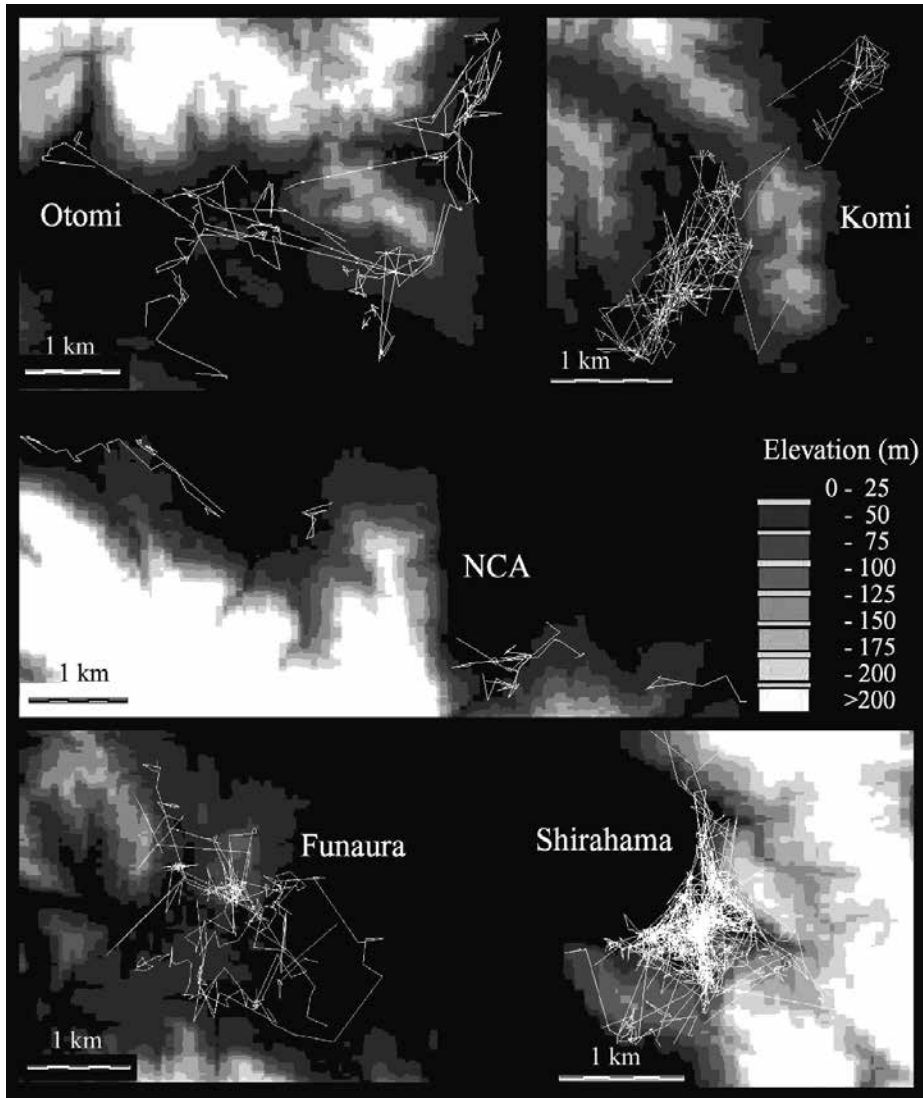 Otomi
1 km
Komi
1 km
NCA
1 km
Elevation (m)
0 - 25
- 50
- 75
- 100
- 125
- 150
- 175
- 200
>200
Funaura
1 km
Shirahama
1 km